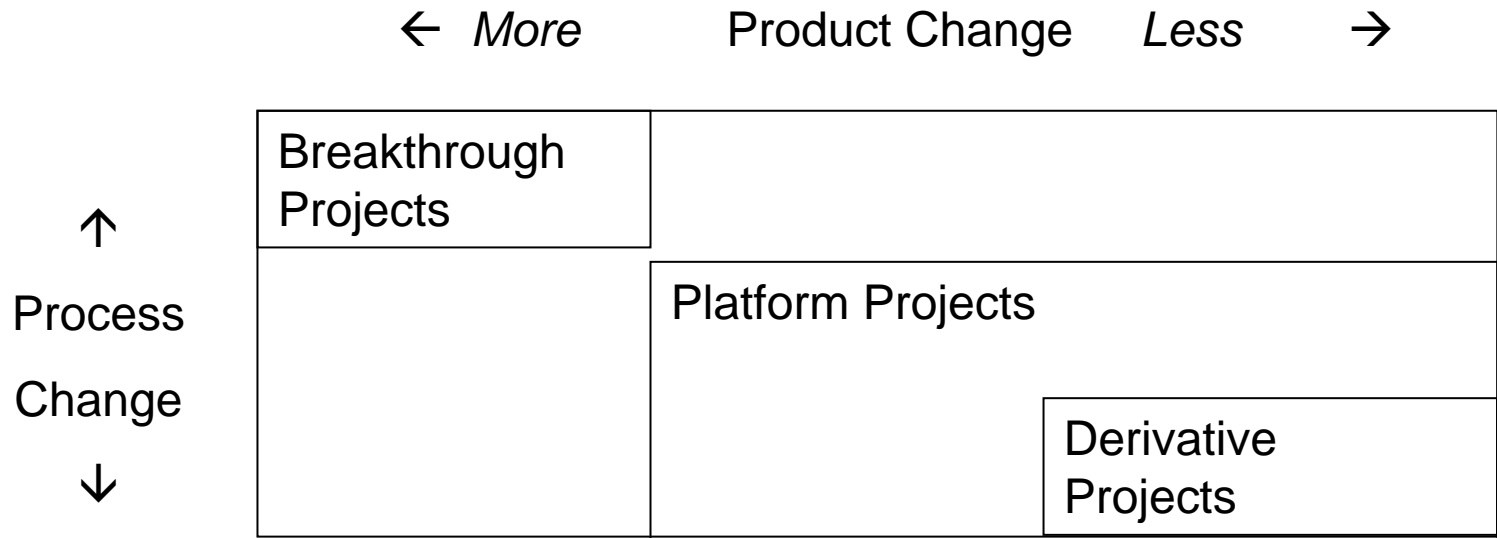 ← More Product Change Less →
Breakthrough
Projects
↑
Process
Change
↓
Platform Projects
Derivative
Projects